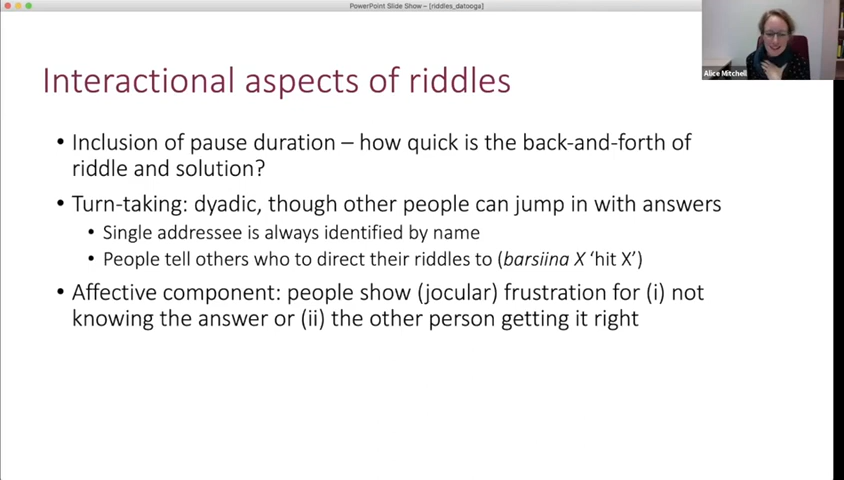 PowerPoint Slide Show – [riddles_datooga]
Alice Mitchell
Interactional aspects of riddles
• Inclusion of pause duration – how quick is the back-and-forth of
riddle and solution?
• Turn-taking: dyadic, though other people can jump in with answers
• Single addressee is always identified by name
• People tell others who to direct their riddles to (barsiina X ‘hit X’)
• Affective component: people show (jocular) frustration for (i) not
knowing the answer or (ii) the other person getting it right